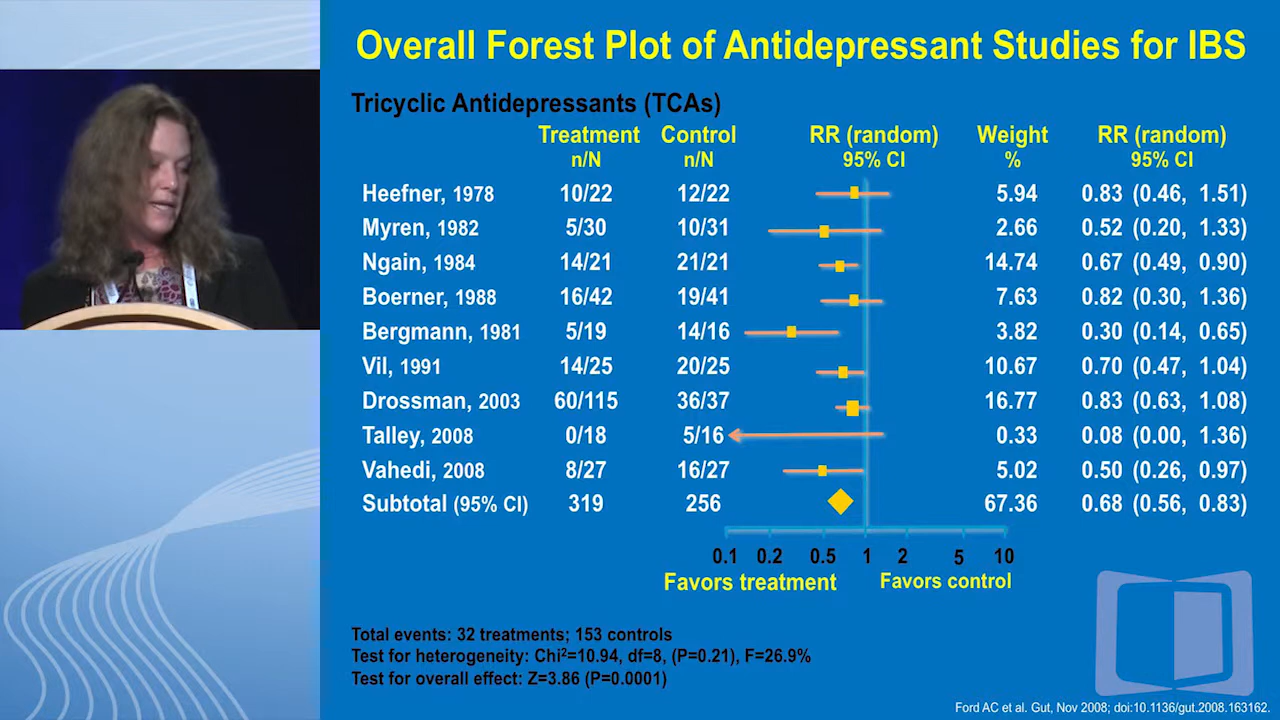 Overall Forest Plot of Antidepressant Studies for IBS
Tricyclic Antidepressants (TCAs)
Treatment Control RR (random) Weight RR (random)
n/N n/N 95% CI % 95% CI
Heefner, 1978 10/22 12/22 5.94 0.83 (0.46, 1.51)
Myren, 1982 5/30 10/31 2.66 0.52 (0.20, 1.33)
Ngain, 1984 14/21 21/21 14.74 0.67 (0.49, 0.90)
Boerner, 1988 16/42 19/41 7.63 0.82 (0.30, 1.36)
Bergmann, 1981 5/19 14/16 3.82 0.30 (0.14, 0.65)
Vil, 1991 14/25 20/25 10.67 0.70 (0.47, 1.04)
Drossman, 2003 60/115 36/37 16.77 0.83 (0.63, 1.08)
Talley, 2008 0/18 5/16 0.33 0.08 (0.00, 1.36)
Vahedi, 2008 8/27 16/27 5.02 0.50 (0.26, 0.97)
Subtotal (95% CI) 319 256 67.36 0.68 (0.56, 0.83)
0.1 0.2 0.5 1 2 5 10
Favors treatment Favors control
Total events: 32 treatments; 153 controls
Test for heterogeneity: Chi²=10.94, df=8, (P=0.21), F=26.9%
Test for overall effect: Z=3.86 (P=0.0001)
Ford AC et al. Gut, Nov 2008; doi:10.1136/gut.2008.163162.